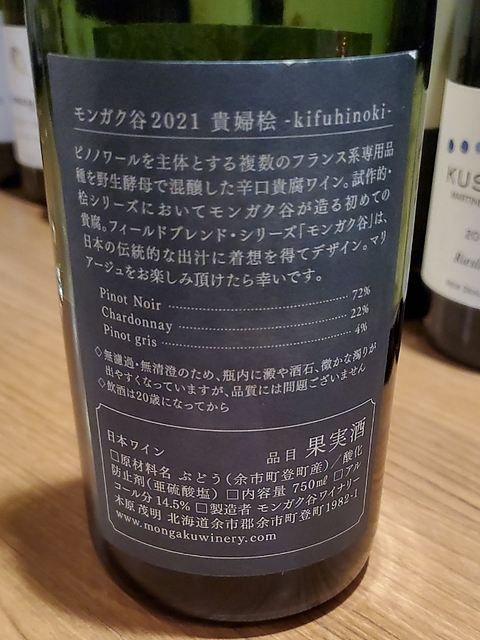 モンガク谷2021 貴婦桧 -kifuhinoki-
ピノノワールを主体とする複数のフランス系専用品
種を野生酵母で混醸した辛口貴腐ワイン。試作的・
桧シリーズにおいてモンガク谷が造る初めての
貴腐。フィールドブレンド・シリーズ「モンガク谷」は、
日本の伝統的な出汁に着想を得てデザイン。マリ
アージュをお楽しみ頂けたら幸いです。
Pinot Noir 72%
Chardonnay 22%
Pinot gris 4%
◇無濾過・無清澄のため、瓶内に澱や酒石、微かな濁りが
出やすくなっていますが、品質には問題ございません
◇飲酒は20歳になってから
日本ワイン 品目 果実酒
□原材料名 ぶどう(余市町登町産)/酸化
防止剤(亜硫酸塩) □内容量 750㎖ □アル
コール分 14.5% □製造者 モンガク谷ワイナリー
木原 茂明 北海道余市郡余市町登町1982-1
www.mongakuwinery.com
KUS
20
Riesl